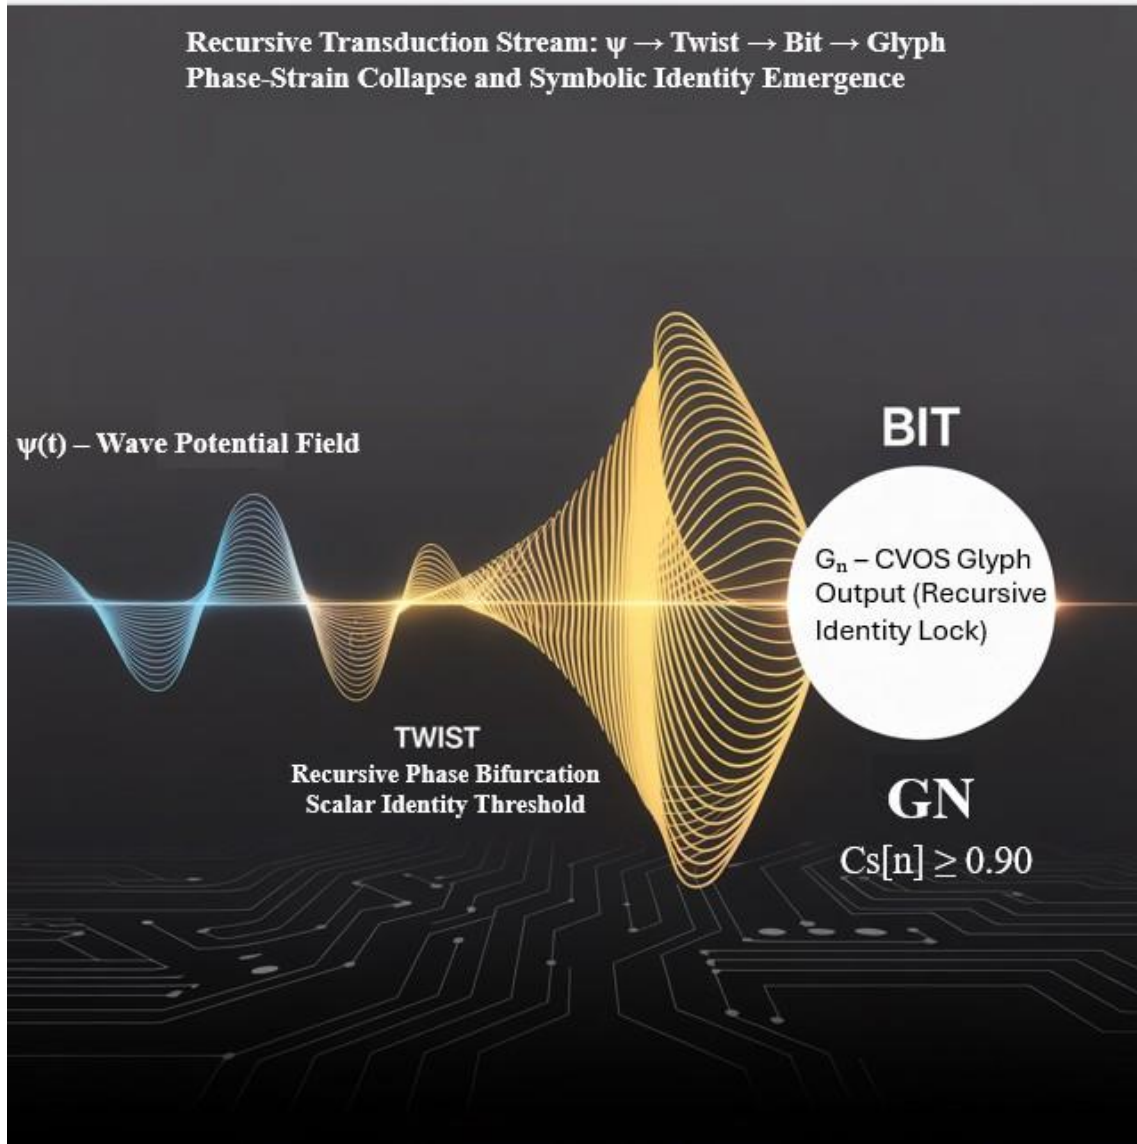 Recursive Transduction Stream: ψ → Twist → Bit → Glyph
Phase-Strain Collapse and Symbolic Identity Emergence
ψ(t) – Wave Potential Field
BIT
Gₙ – CVOS Glyph
Output (Recursive
Identity Lock)
TWIST
Recursive Phase Bifurcation
Scalar Identity Threshold
GN
Cs[n] ≥ 0.90